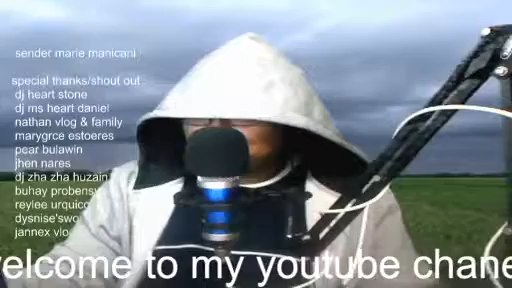 sender marie manicani
special thanks/shout out
dj heart stone
dj ms heart daniel
nathan vlog & family
marygrce estoeres
pear bulawin
jhen nares
dj zha zha huzain
buhay probensy
reylee urquico
dysnise'swo
jannex vlo
welcome to my youtube chane